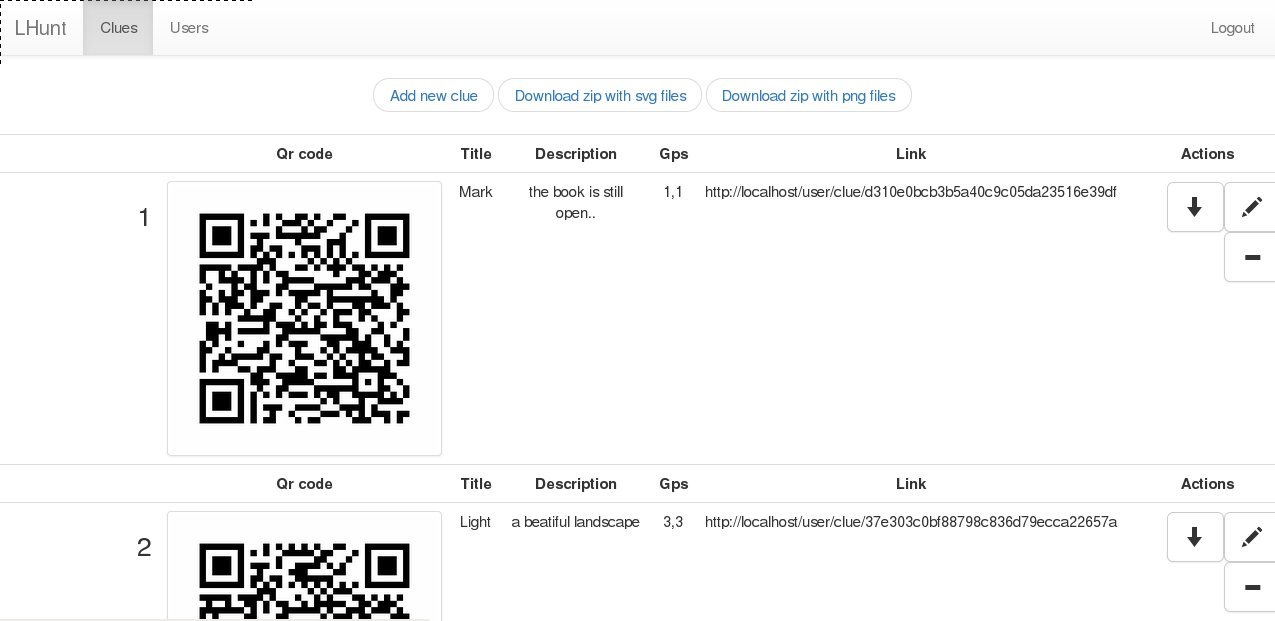 LHunt Clues Users Logout
Add new clue Download zip with svg files Download zip with png files
Qr code Title Description Gps Link Actions
1 Mark the book is still 1,1 http://localhost/user/clue/d310e0bcb3b5a40c9c05da23516e39df
open..
Qr code Title Description Gps Link Actions
2 Light a beatiful landscape 3,3 http://localhost/user/clue/37e303c0bf88798c836d79ecca22657a